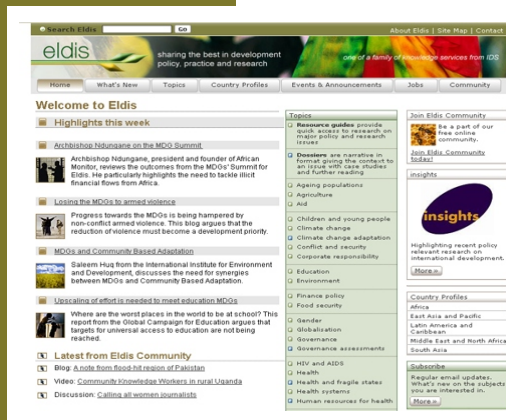 Search Eldis
Go
About Eldis | Site Map | Contact
eldis
sharing the best in development
policy, practice and research
one of a family of knowledge services from IDS
Home
What's New
Topics
Country Profiles
Events & Announcements
Jobs
Community
Welcome to Eldis
Highlights this week
Archbishop Ndungane on the MDG Summit
Archbishop Ndungane, president and founder of African
Monitor, reviews the outcomes from the MDGs' Summit for
Eldis. He particularly highlights the need to tackle illicit
financial flows from Africa.
Losing the MDGs to armed violence
Progress towards the MDGs is being hampered by
non-conflict armed violence. This blog argues that the
reduction of violence must become a development priority.
MDGs and Community Based Adaptation
Saleem Huq from the International Institute for Environment
and Development, discusses the need for synergies
between MDGs and Community Based Adaptation.
Upscaling of effort is needed to meet education MDGs
Where are the worst places in the world to be at school? This
report from the Global Campaign for Education argues that
targets for universal access to education are not being
reached.
Latest from Eldis Community
Blog: A note from flood-hit region of Pakistan
Video: Community Knowledge Workers in rural Uganda
Discussion: Calling all women journalists
Topics
Resource guides provide
quick access to research on
major policy and research
issues
Dossiers are narrative in
format giving the context to
an issue with case studies
and further reading
Ageing populations
Agriculture
Aid
Children and young people
Climate change
Climate change adaptation
Conflict and security
Corporate responsibility
Education
Environment
Finance policy
Food security
Gender
Globalisation
Governance
Governance assessments
HIV and AIDS
Health
Health and fragile states
Health systems
Human resources for health
Join Eldis Community
Be a part of our
free online
community.
Join Eldis Community
today!
insights
insights
Highlighting recent policy
relevant research on
international development.
More »
Country Profiles
Africa
East Asia and Pacific
Latin America and
Caribbean
Middle East and North Africa
South Asia
Subscribe
Regular email updates.
What's new on the subjects
you are interested in.
More »